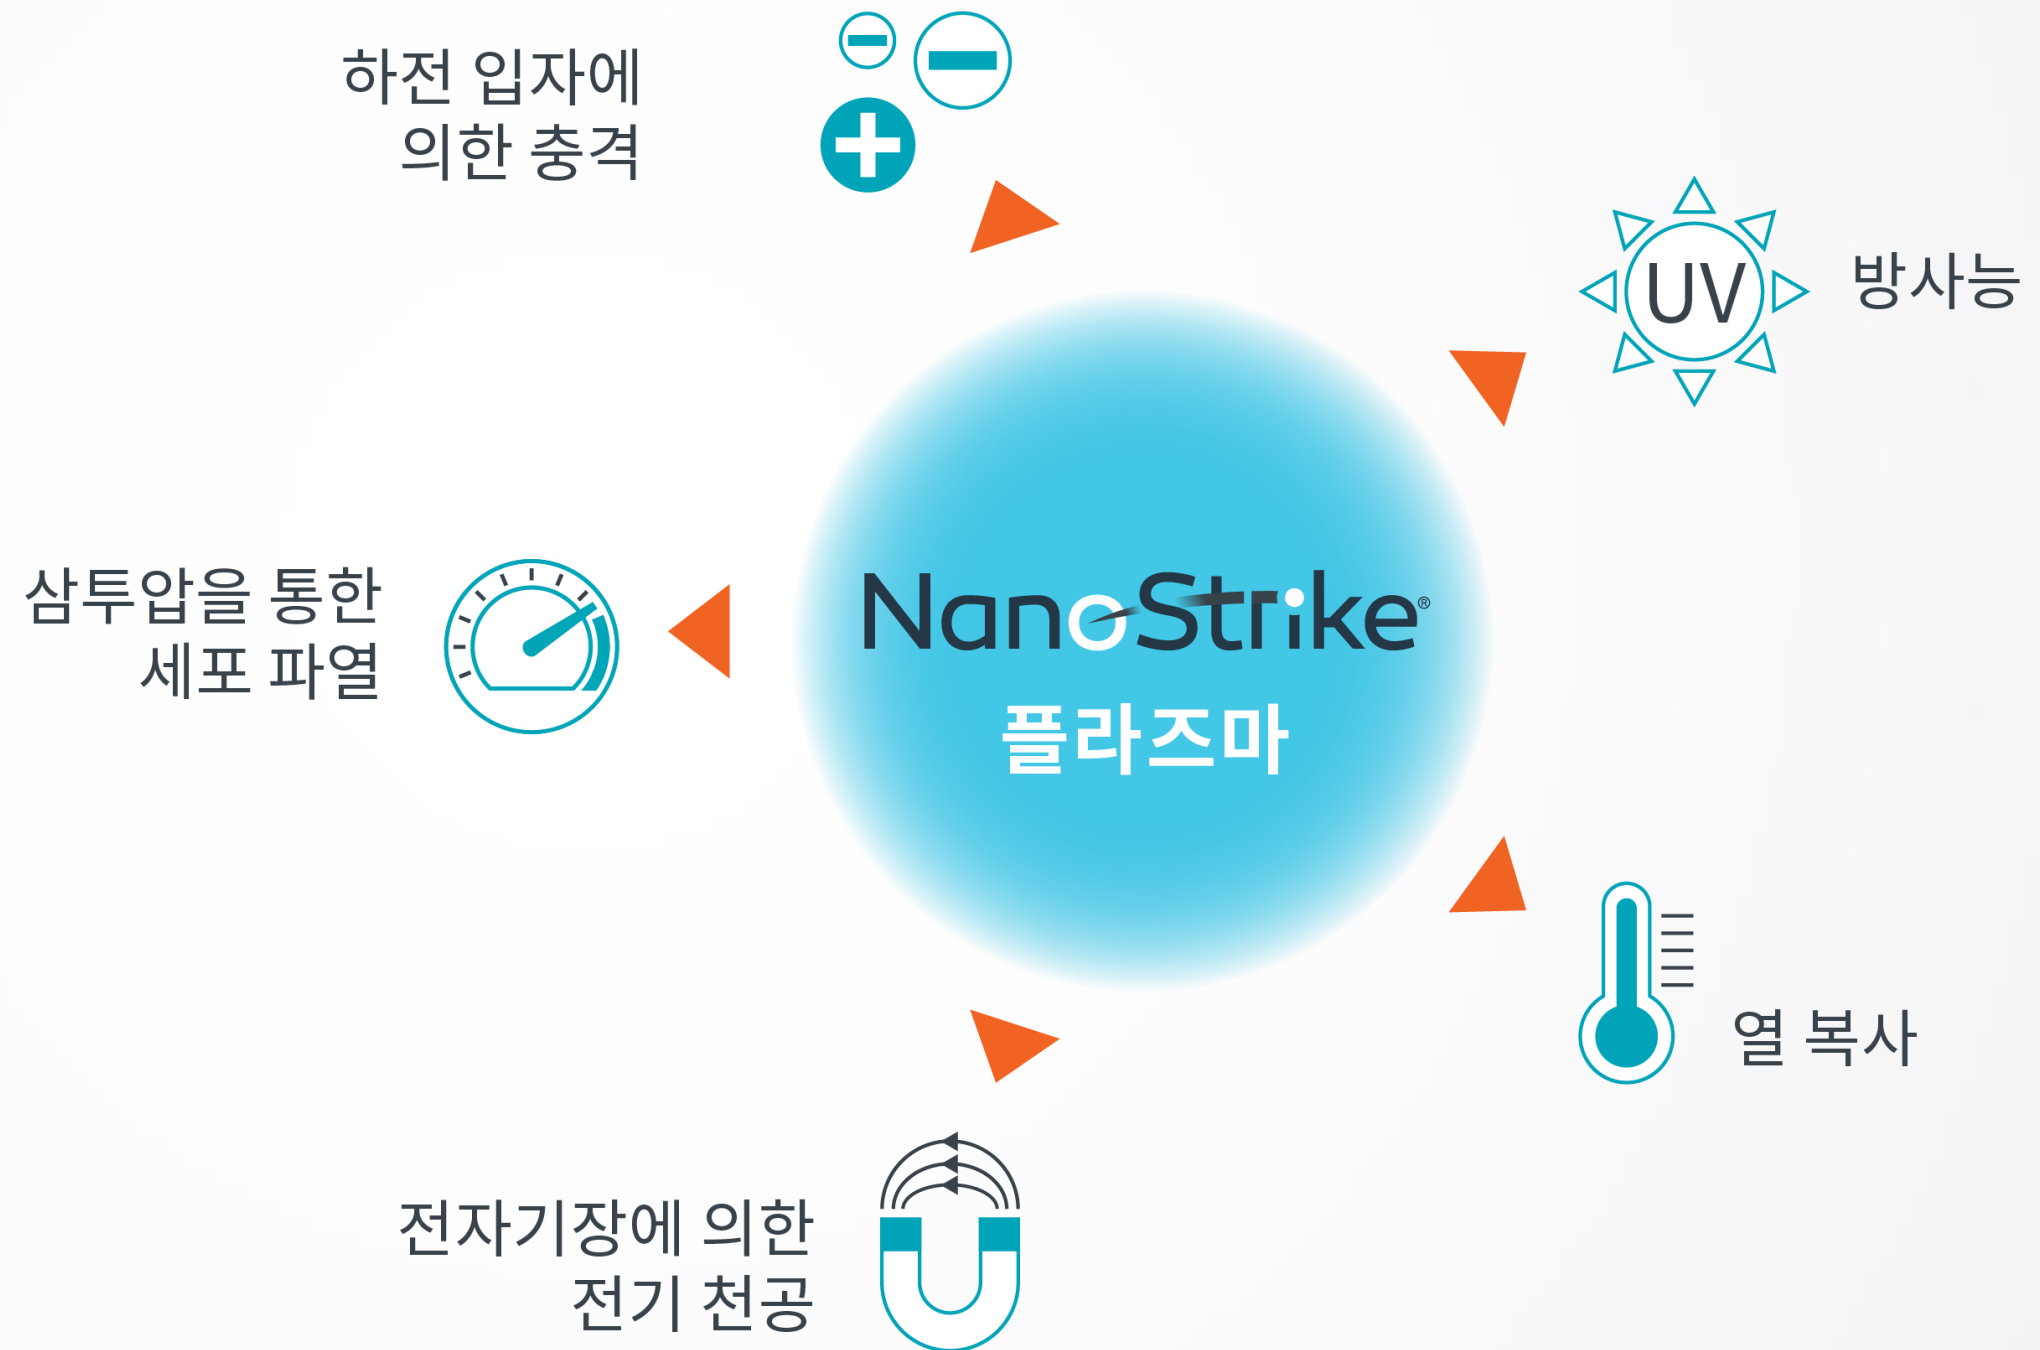 하전 입자에
의한 충격
UV
방사능
삼투압을 통한
세포 파열
NanoStrike®
플라즈마
열 복사
전자기장에 의한
전기 천공